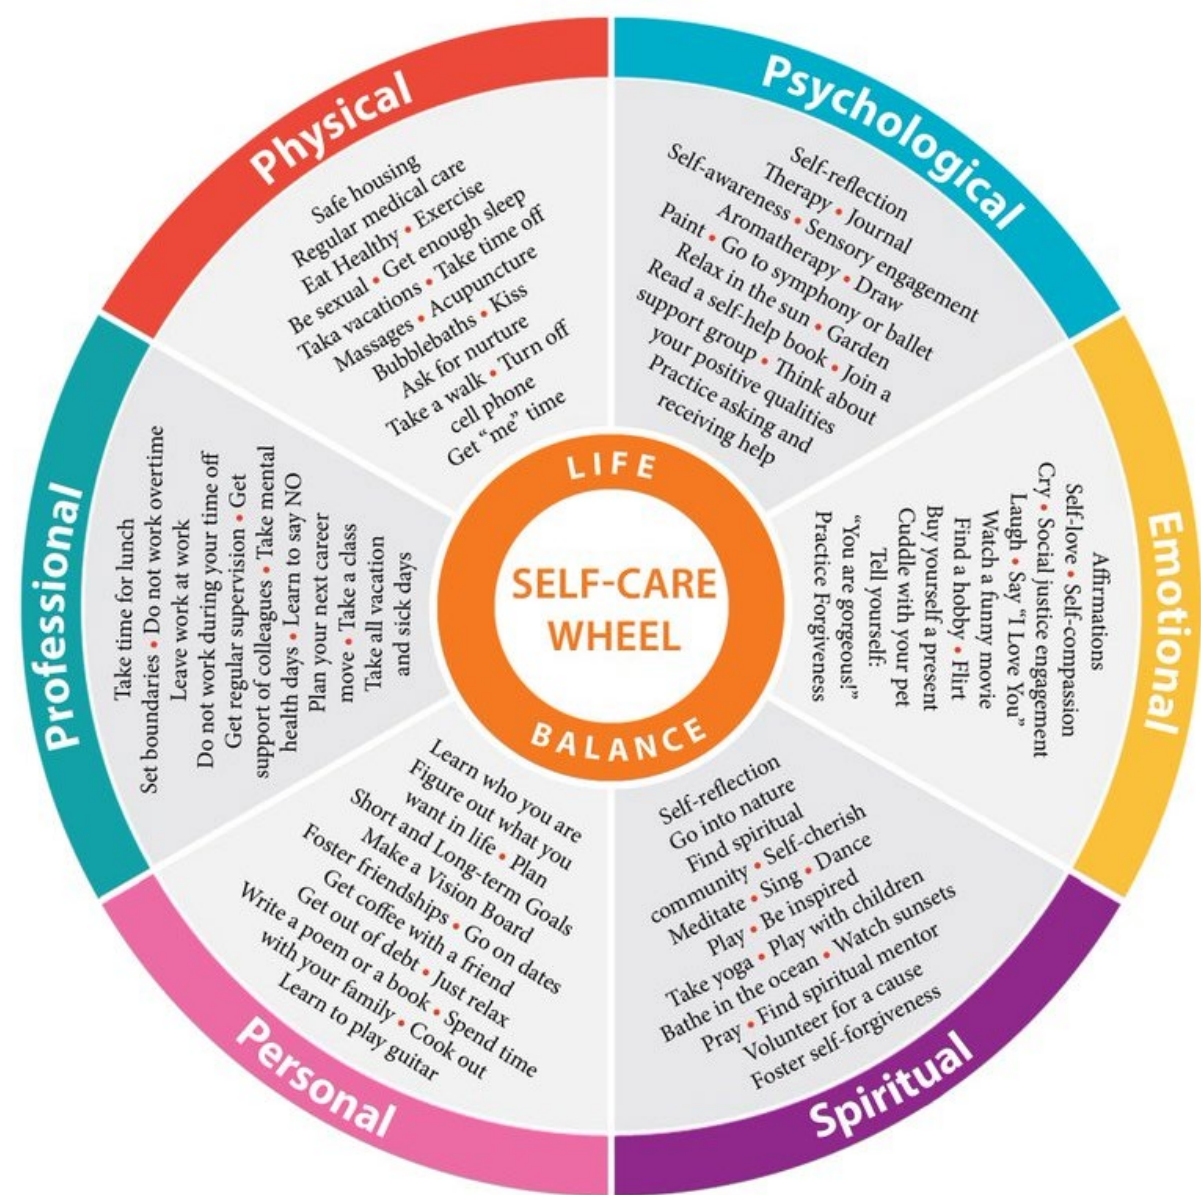 Physical
Safe housing
Regular medical care
Eat Healthy • Exercise
Be sexual • Get enough sleep
Taka vacations • Take time off
Massages • Acupuncture
Bubblebaths • Kiss
Ask for nurture
Take a walk • Turn off
cell phone
Get “me” time
Psychological
Self-reflection
Therapy • Journal
Self-awareness • Sensory engagement
Aromatherapy • Draw
Paint • Go to symphony or ballet
Relax in the sun • Garden
Read a self-help book • Join a
support group • Think about
your positive qualities
Practice asking and
receiving help
Emotional
Affirmations
Self-love • Self-compassion
Cry • Social justice engagement
Laugh • Say “I Love You”
Watch a funny movie
Find a hobby • Flirt
Buy yourself a present
Cuddle with your pet
Tell yourself:
“You are gorgeous!”
Practice Forgiveness
Spiritual
Self-reflection
Go into nature
Find spiritual
community • Self-cherish
Meditate • Sing • Dance
Play • Be inspired
Take yoga • Play with children
Bathe in the ocean • Watch sunsets
Pray • Find spiritual mentor
Volunteer for a cause
Foster self-forgiveness
Personal
Learn who you are
Figure out what you
want in life • Plan
Short and Long-term Goals
Make a Vision Board
Foster friendships • Go on dates
Get coffee with a friend
Get out of debt • Just relax
Write a poem or a book • Spend time
with your family • Cook out
Learn to play guitar
Professional
Take time for lunch
Set boundaries • Do not work overtime
Leave work at work
Do not work during your time off
Get regular supervision • Get
support of colleagues • Take mental
health days • Learn to say NO
Plan your next career
move • Take a class
Take all vacation
and sick days
LIFE
SELF-CARE
WHEEL
BALANCE